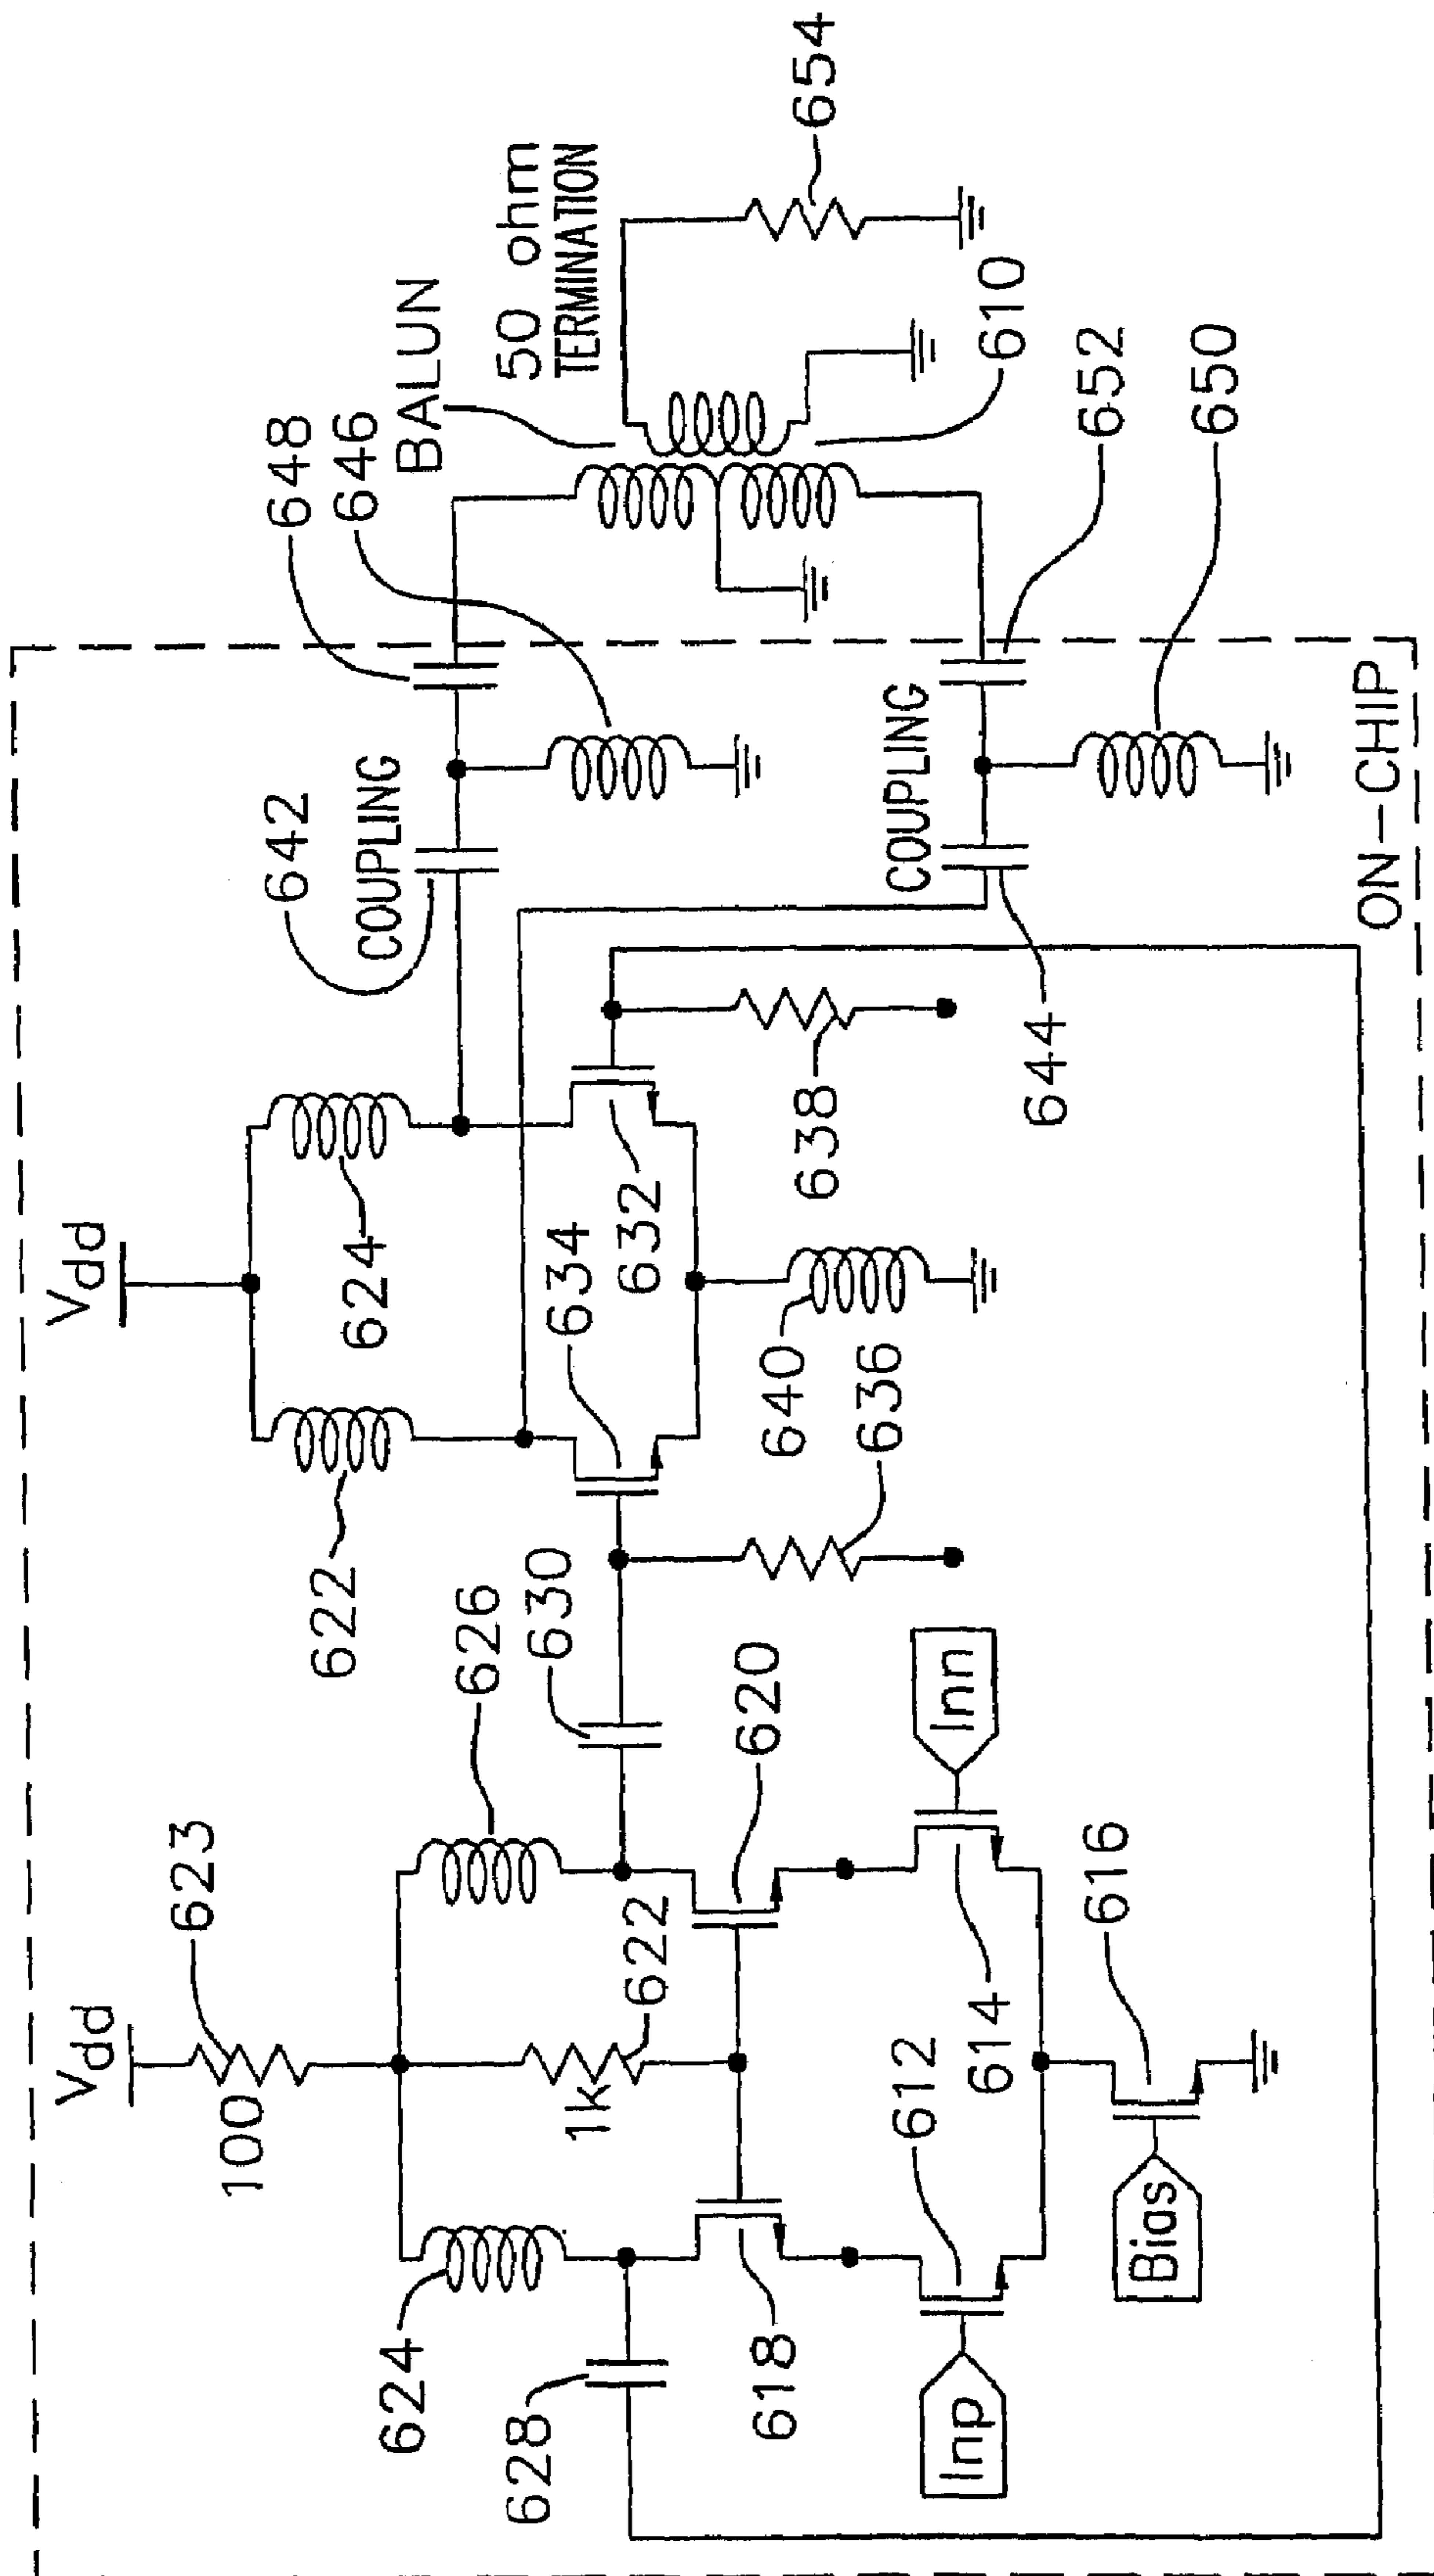 Vdd
623
100
624
626
1k
622
628
630
618
620
612
614
Inp
Inn
616
Bias
Vdd
622
624
634
632
636
638
640
642
COUPLING
648
646
644
COUPLING
652
650
BALUN
50 ohm
TERMINATION
654
610
ON-CHIP